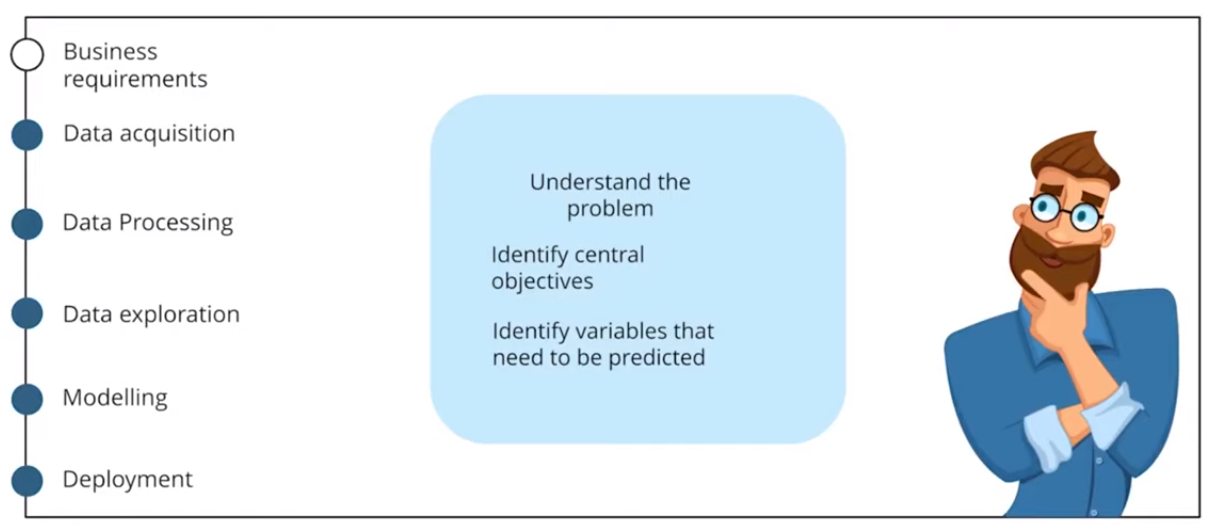 Business
requirements
Data acquisition
Data Processing
Data exploration
Modelling
Deployment
Understand the
problem
Identify central
objectives
Identify variables that
need to be predicted